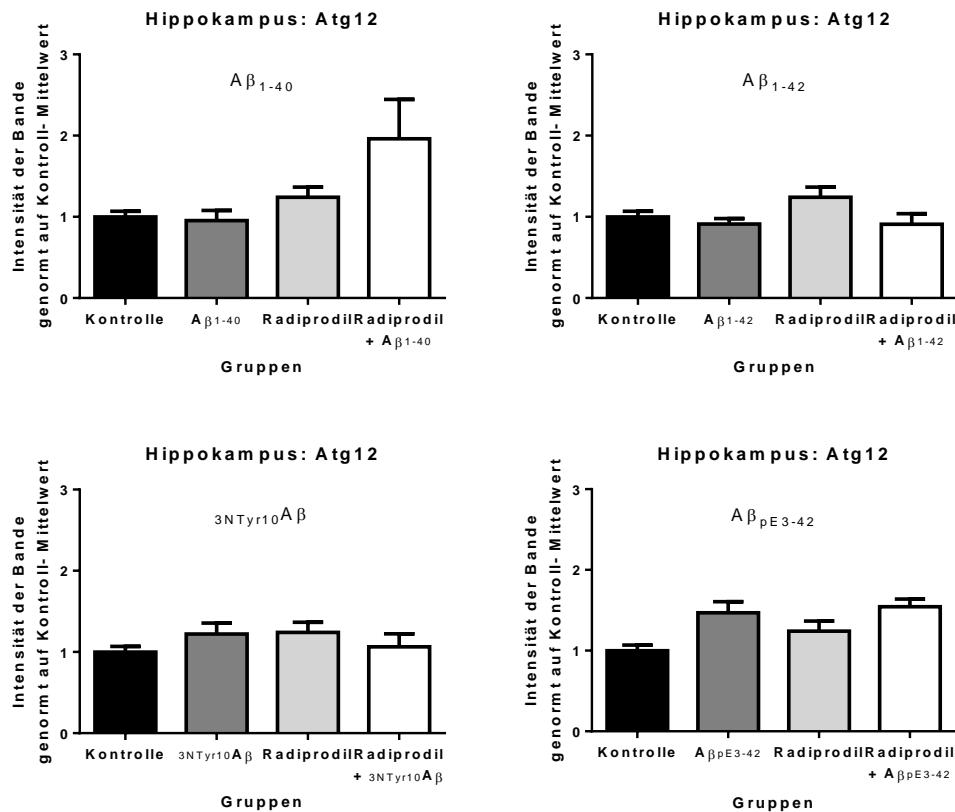 Hippokampus: Atg12
Intensität der Bande
genormt auf Kontroll-Mittelwert
3
2
1
0
Aβ1-40
Kontrolle Aβ1-40 Radiprodil Radiprodil
+ Aβ1-40
Gruppen
Hippokampus: Atg12
Intensität der Bande
genormt auf Kontroll-Mittelwert
3
2
1
0
Aβ1-42
Kontrolle Aβ1-42 Radiprodil Radiprodil
+ Aβ1-42
Gruppen
Hippokampus: Atg12
Intensität der Bande
genormt auf Kontroll-Mittelwert
3
2
1
0
3NTyr10Aβ
Kontrolle 3NTyr10Aβ Radiprodil Radiprodil
+ 3NTyr10Aβ
Gruppen
Hippokampus: Atg12
Intensität der Bande
genormt auf Kontroll-Mittelwert
3
2
1
0
AβpE3-42
Kontrolle AβpE3-42 Radiprodil Radiprodil
+ AβpE3-42
Gruppen